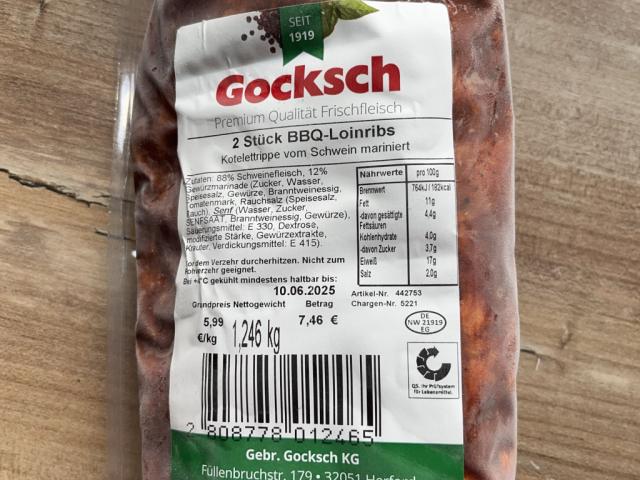 SEIT
1919
Gocksch
Premium Qualität Frischfleisch
2 Stück BBQ-Loinribs
Kotelettrippe vom Schwein mariniert
Zutaten: 88% Schweinefleisch, 12%
Gewürzmarinade (Zucker, Wasser,
Speisesalz, Gewürze, Branntweinessig,
Tomatenmark, Rauchsalz (Speisesalz,
Rauch), Senf (Wasser, Zucker,
SENFSAAT, Branntweinessig, Gewürze),
Säuerungsmittel: E 330, Dextrose,
modifizierte Stärke, Gewürzextrakte,
Kräuter, Verdickungsmittel: E 415).
Vor dem Verzehr durcherhitzen. Nicht zum
Rohverzehr geeignet.
Bei +4°C gekühlt mindestens haltbar bis:
10.06.2025
Nährwerte pro 100g
Brennwert 764kJ / 182kcal
Fett 11g
-davon gesättigte 4,4g
Fettsäuren
Kohlenhydrate 4,0g
-davon Zucker 3,7g
Eiweiß 17g
Salz 2,0g
Artikel-Nr. 442753
Chargen-Nr. 5221
Grundpreis Nettogewicht Betrag
5,99 1,246 kg 7,46 €
€/kg
DE
NW 21919
EG
QS. Ihr Prüfsystem
für Lebensmittel.
2 808778 012465
Gebr. Gocksch KG
Füllenbruchstr. 179 • 32051 Herford